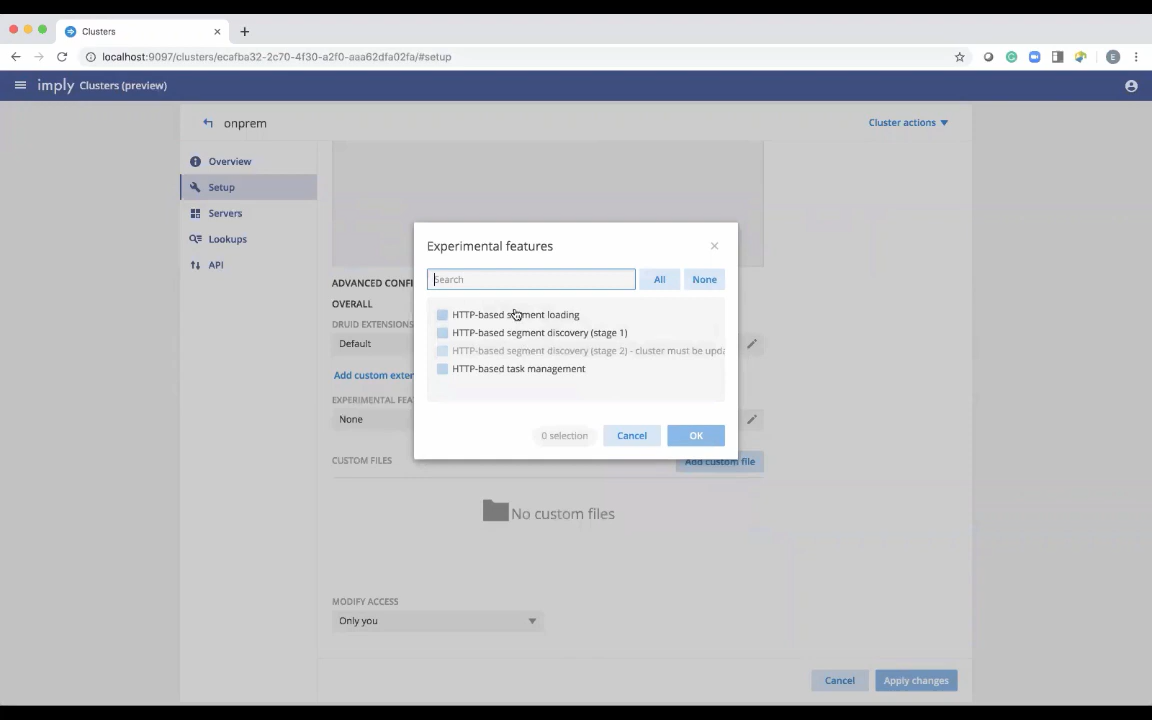 Clusters
localhost:9097/clusters/ecafba32-2c70-4f30-a2f0-aaa62dfa02fa/#setup
E
imply Clusters (preview)
onprem
Cluster actions
Overview
Setup
Servers
Lookups
API
Experimental features
Search
All
None
HTTP-based segment loading
HTTP-based segment discovery (stage 1)
HTTP-based segment discovery (stage 2) - cluster must be upda
HTTP-based task management
0 selection
Cancel
OK
ADVANCED CONFI
OVERALL
DRUID EXTENSIONS
Default
Add custom exten
EXPERIMENTAL FEA
None
CUSTOM FILES
Add custom file
No custom files
MODIFY ACCESS
Only you
Cancel
Apply changes